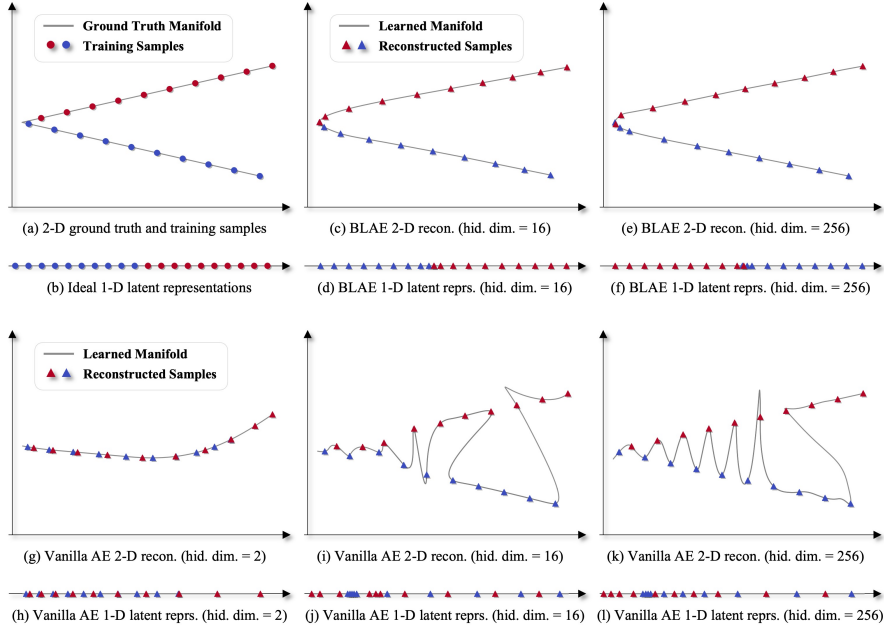 Ground Truth Manifold
Training Samples
Learned Manifold
Reconstructed Samples
(a) 2-D ground truth and training samples
(c) BLAE 2-D recon. (hid. dim. = 16)
(e) BLAE 2-D recon. (hid. dim. = 256)
(b) Ideal 1-D latent representations
(d) BLAE 1-D latent reprs. (hid. dim. = 16)
(f) BLAE 1-D latent reprs. (hid. dim. = 256)
Learned Manifold
Reconstructed Samples
(g) Vanilla AE 2-D recon. (hid. dim. = 2)
(i) Vanilla AE 2-D recon. (hid. dim. = 16)
(k) Vanilla AE 2-D recon. (hid. dim. = 256)
(h) Vanilla AE 1-D latent reprs. (hid. dim. = 2)
(j) Vanilla AE 1-D latent reprs. (hid. dim. = 16)
(l) Vanilla AE 1-D latent reprs. (hid. dim. = 256)